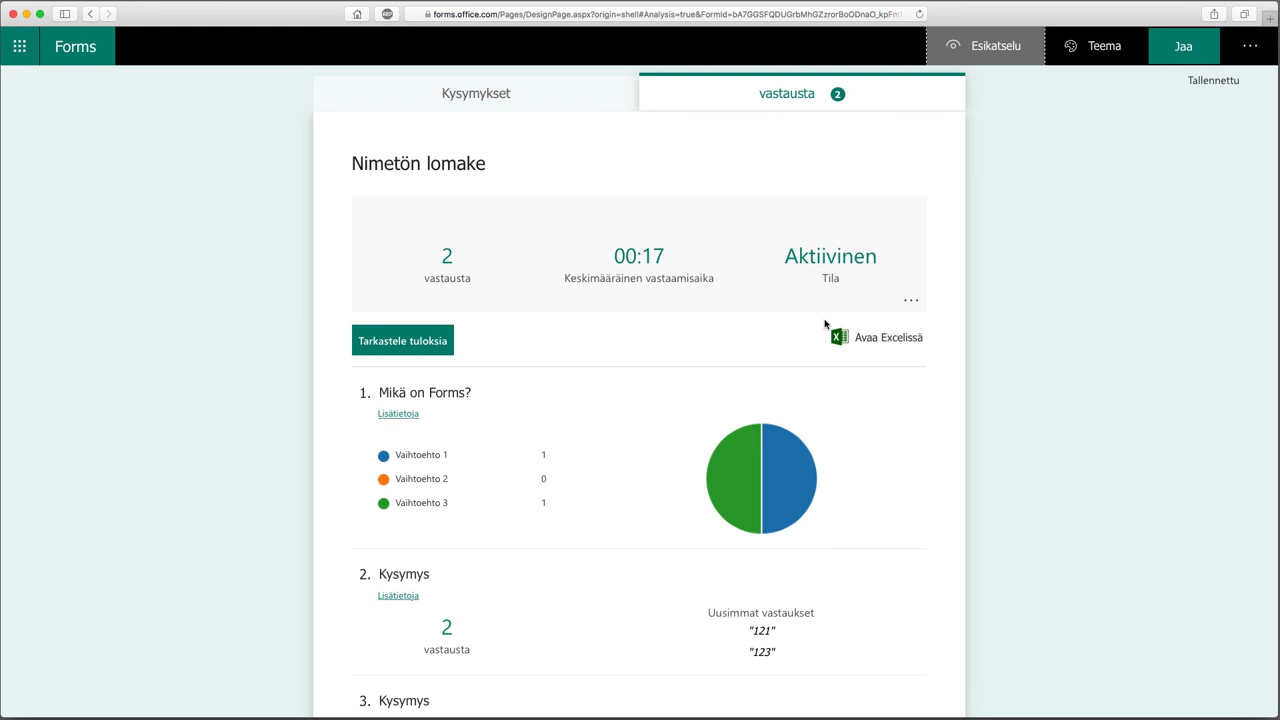 forms.office.com/Pages/DesignPage.aspx?origin=shell#Analysis=true&FormId=bA7GGSFQDUGrbMhGZzrorBoODnaO_kpFm
Forms
Esikatselu
Teema
Jaa
...
Tallennettu
Kysymykset
vastausta 2
Nimetön lomake
2
vastausta
00:17
Keskimääräinen vastaamisaika
Aktiivinen
Tila
...
Tarkastele tuloksia
Avaa Excelissä
1. Mikä on Forms?
Lisätietoja
Vaihtoehto 1 1
Vaihtoehto 2 0
Vaihtoehto 3 1
2. Kysymys
Lisätietoja
2
vastausta
Uusimmat vastaukset
"121"
"123"
3. Kysymys